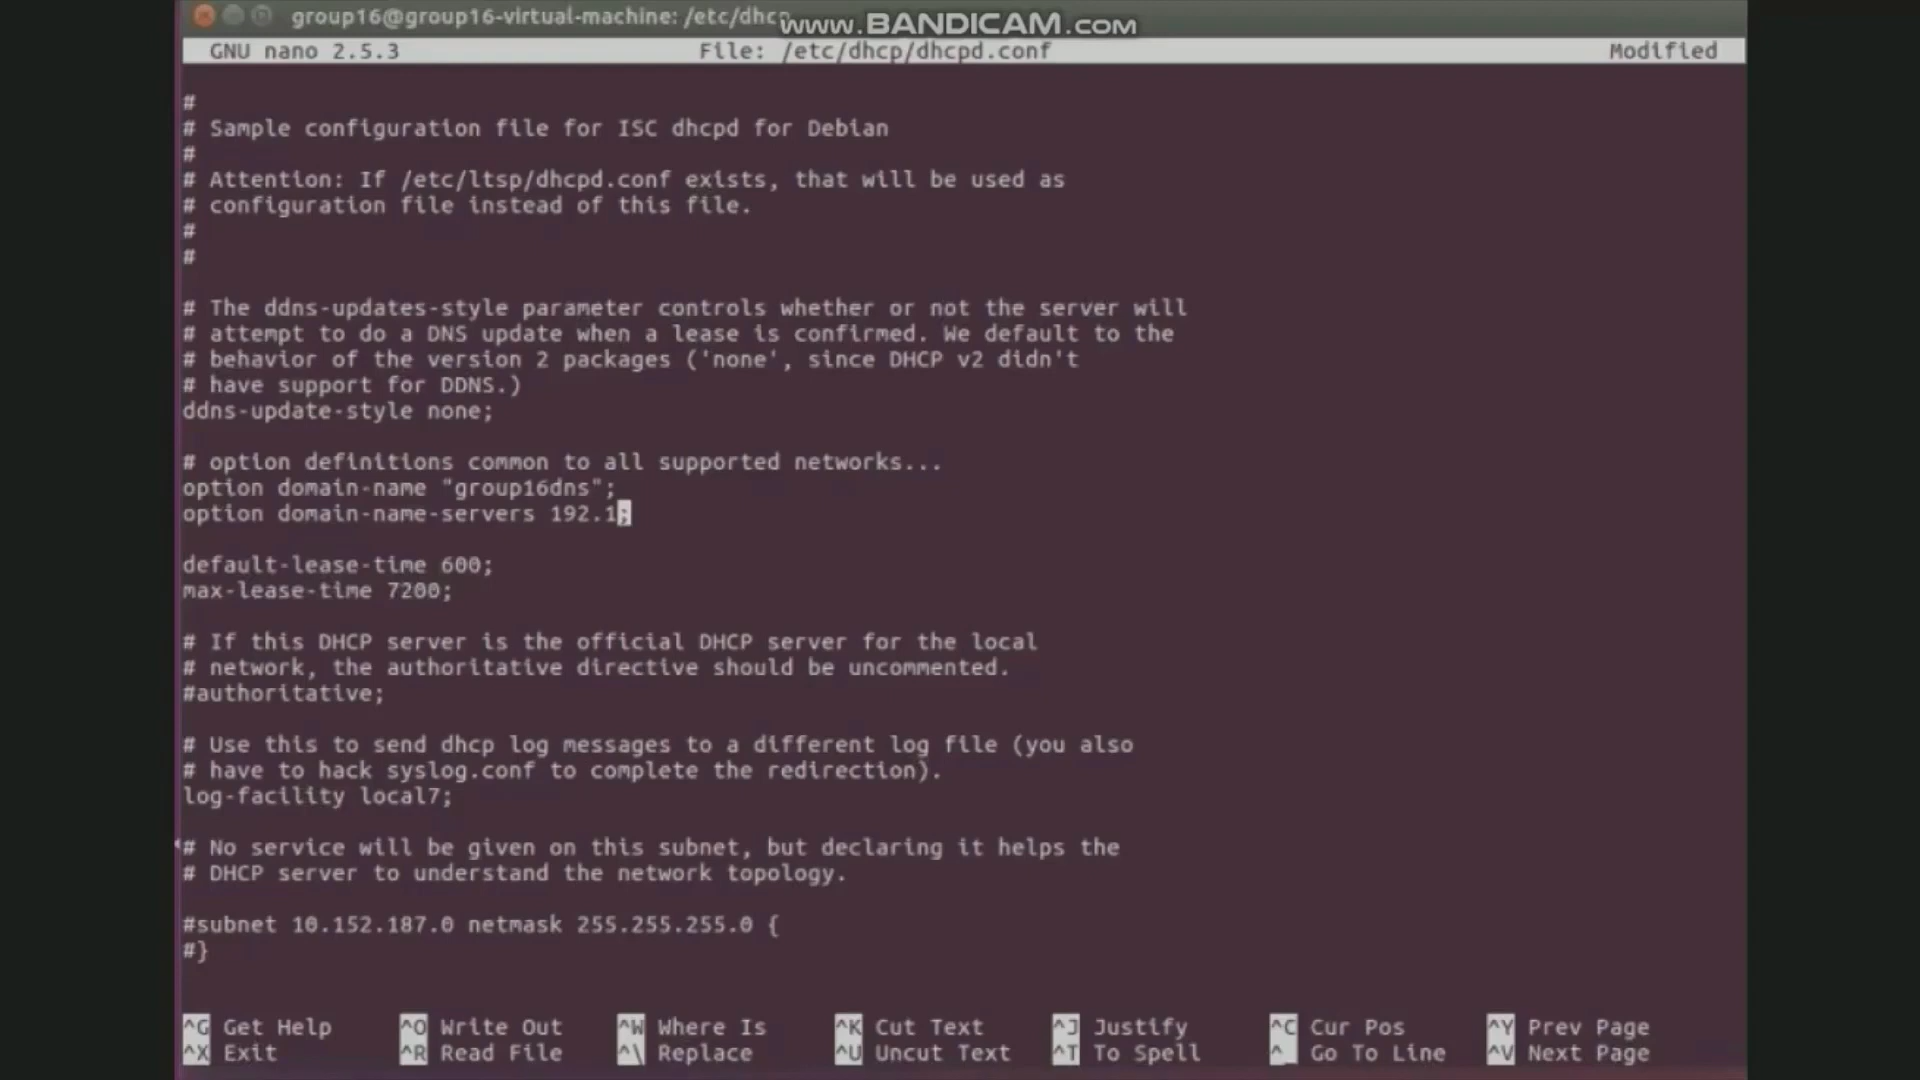 group16@group16-virtual-machine: /etc/dhcp
www.BANDICAM.com
GNU nano 2.5.3 File: /etc/dhcp/dhcpd.conf Modified
#
# Sample configuration file for ISC dhcpd for Debian
#
# Attention: If /etc/ltsp/dhcpd.conf exists, that will be used as
# configuration file instead of this file.
#
#
# The ddns-updates-style parameter controls whether or not the server will
# attempt to do a DNS update when a lease is confirmed. We default to the
# behavior of the version 2 packages ('none', since DHCP v2 didn't
# have support for DDNS.)
ddns-update-style none;
# option definitions common to all supported networks...
option domain-name "group16dns";
option domain-name-servers 192.1;
default-lease-time 600;
max-lease-time 7200;
# If this DHCP server is the official DHCP server for the local
# network, the authoritative directive should be uncommented.
#authoritative;
# Use this to send dhcp log messages to a different log file (you also
# have to hack syslog.conf to complete the redirection).
log-facility local7;
# No service will be given on this subnet, but declaring it helps the
# DHCP server to understand the network topology.
#subnet 10.152.187.0 netmask 255.255.255.0 {
#}
^G Get Help ^O Write Out ^W Where Is ^K Cut Text ^J Justify ^C Cur Pos ^Y Prev Page
^X Exit ^R Read File ^\ Replace ^U Uncut Text ^T To Spell ^_ Go To Line ^V Next Page